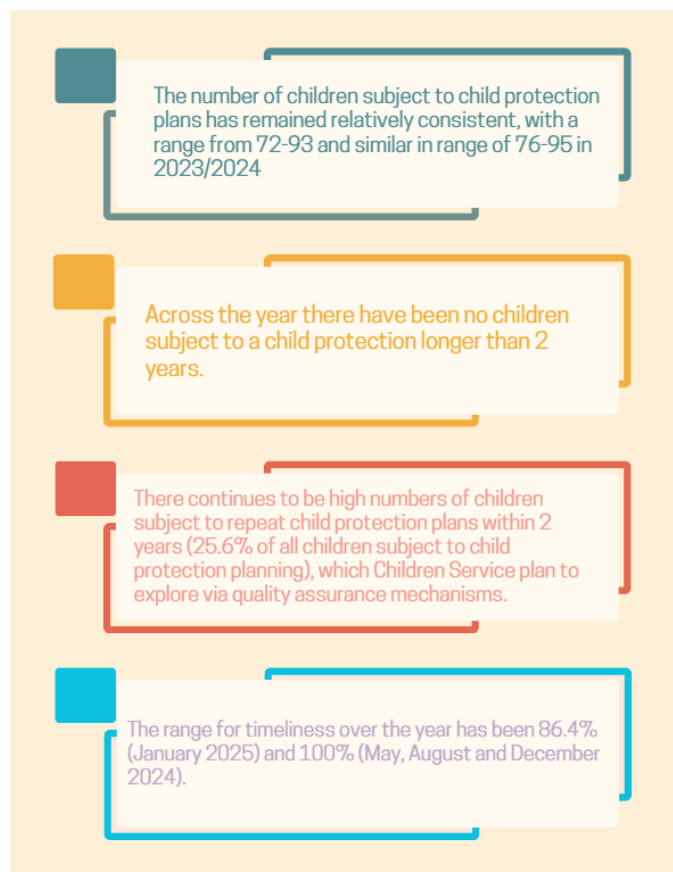 The number of children subject to child protection
plans has remained relatively consistent, with a
range from 72-93 and similar in range of 76-95 in
2023/2024
Across the year there have been no children
subject to a child protection longer than 2
years.
There continues to be high numbers of children
subject to repeat child protection plans within 2
years (25.6% of all children subject to child
protection planning), which Children Service plan to
explore via quality assurance mechanisms.
The range for timeliness over the year has been 86.4%
(January 2025) and 100% (May, August and December
2024).